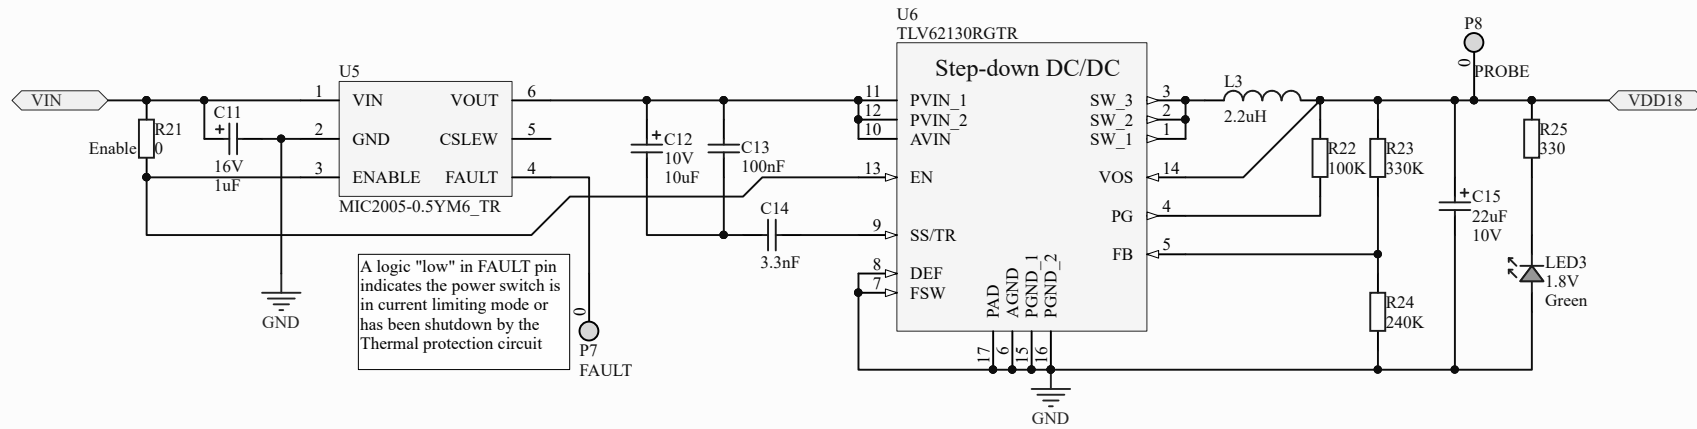 VIN
R21
0
Enable
C11
16V
1uF
GND
U5
1
VIN
2
GND
3
ENABLE
VOUT
6
CSLEW
5
FAULT
4
MIC2005-0.5YM6_TR
A logic "low" in FAULT pin
indicates the power switch is
in current limiting mode or
has been shutdown by the
Thermal protection circuit
0
P7
FAULT
C12
10V
10uF
C13
100nF
C14
3.3nF
U6
TLV62130RGTR
Step-down DC/DC
11
PVIN_1
12
PVIN_2
10
AVIN
13
EN
9
SS/TR
8
DEF
7
FSW
SW_3
3
SW_2
2
SW_1
1
VOS
14
PG
4
FB
5
PAD
AGND
PGND_1
PGND_2
17
6
15
16
GND
L3
2.2uH
R22
100K
R23
330K
R24
240K
P8
0
PROBE
C15
22uF
10V
R25
330
LED3
1.8V
Green
VDD18